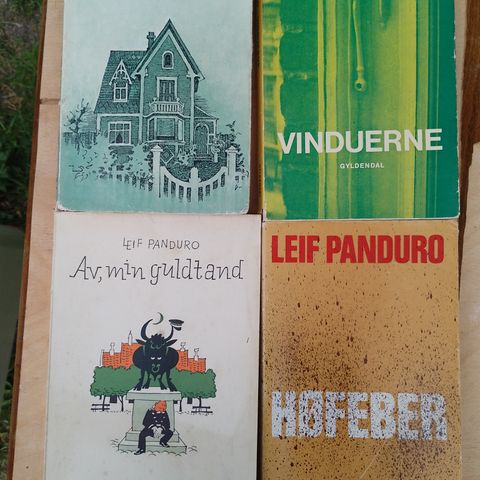 VINDUERNE
GYLDENDAL
LEIF PANDURO
Av, min guldtand
LEIF PANDURO
HØFEBER